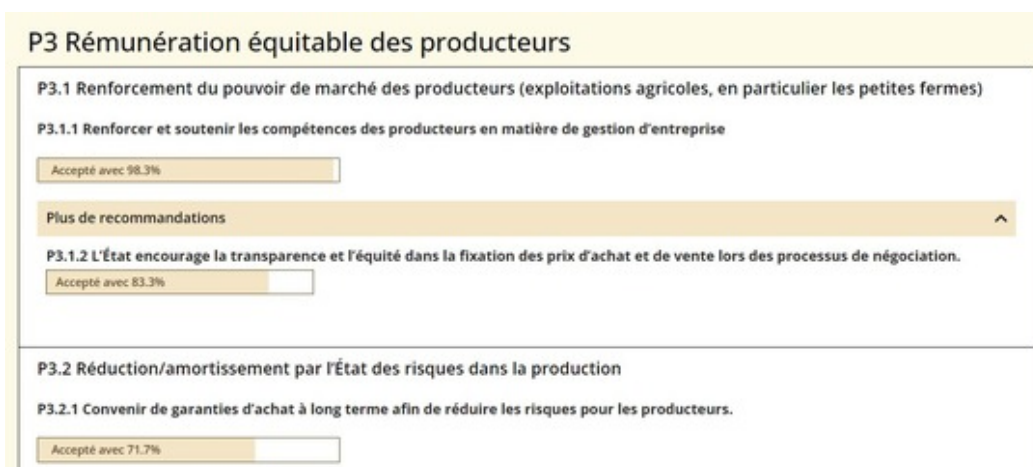 P3 Rémunération équitable des producteurs
P3.1 Renforcement du pouvoir de marché des producteurs (exploitations agricoles, en particulier les petites fermes)
P3.1.1 Renforcer et soutenir les compétences des producteurs en matière de gestion d’entreprise
Accepté avec 98.3%
Plus de recommandations
P3.1.2 L’État encourage la transparence et l’équité dans la fixation des prix d’achat et de vente lors des processus de négociation.
Accepté avec 83.3%
P3.2 Réduction/amortissement par l’État des risques dans la production
P3.2.1 Convenir de garanties d’achat à long terme afin de réduire les risques pour les producteurs.
Accepté avec 71.7%